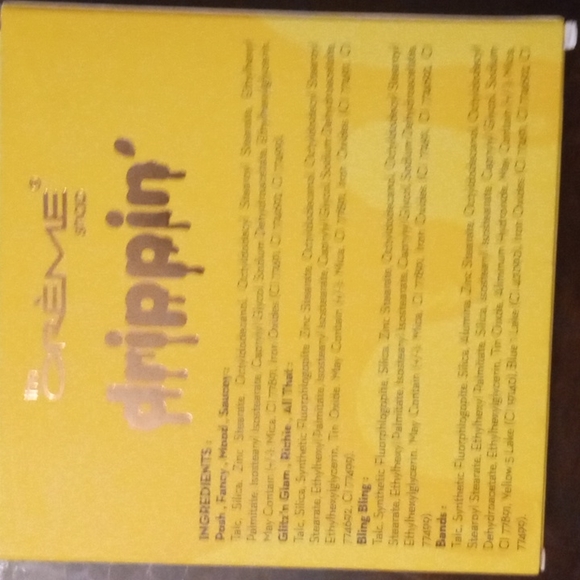 the
CRÈME
SHOP
drippin'
INGREDIENTS :
Posh, Fancy, Mood, Saucy :
Talc, Silica, Zinc Stearate, Octyldodecanol, Octyldodecyl Stearoyl Stearate, Ethylhexyl
Palmitate, Isostearyl Isostearate, Caprylyl Glycol, Sodium Dehydroacetate, Ethylhexylglycerin,
May Contain (+/-): Mica, CI 77891, Iron Oxides (CI 77491, CI 774692, CI 77499).
Glitz'n Glam, Richie, All That :
Talc, Silica, Synthetic Fluorphlogopite, Zinc Stearate, Octyldodecanol, Octyldodecyl Stearoyl
Stearate, Ethylhexyl Palmitate, Isostearyl Isostearate, Caprylyl Glycol, Sodium Dehydroacetate,
Ethylhexylglycerin, Tin Oxide, May Contain (+/-): Mica, CI 77891, Iron Oxides (CI 77491, CI
774692, CI 77499).
Bling Bling :
Talc, Synthetic Fluorphlogopite, Silica, Zinc Stearate, Octyldodecanol, Octyldodecyl Stearoyl
Stearate, Ethylhexyl Palmitate, Isostearyl Isostearate, Caprylyl Glycol, Sodium Dehydroacetate,
Ethylhexylglycerin, May Contain (+/-): Mica, CI 77891, Iron Oxides (CI 77491, CI 774692, CI
77499)
Bands :
Talc, Synthetic Fluorphlogopite, Silica, Alumina, Zinc Stearate, Octyldodecanol, Octyldodecyl
Stearoyl Stearate, Ethylhexyl Palmitate, Silica, Isostearyl Isostearate, Caprylyl Glycol, Sodium
Dehydroacetate, Ethylhexylglycerin, Tin Oxide, Aluminum Hydroxide, May Contain (+/-): Mica,
CI 77891, Yellow 5 Lake (CI 19140), Blue 1 Lake (CI 42090), Iron Oxides (CI 77491, CI 774692, CI
77499).